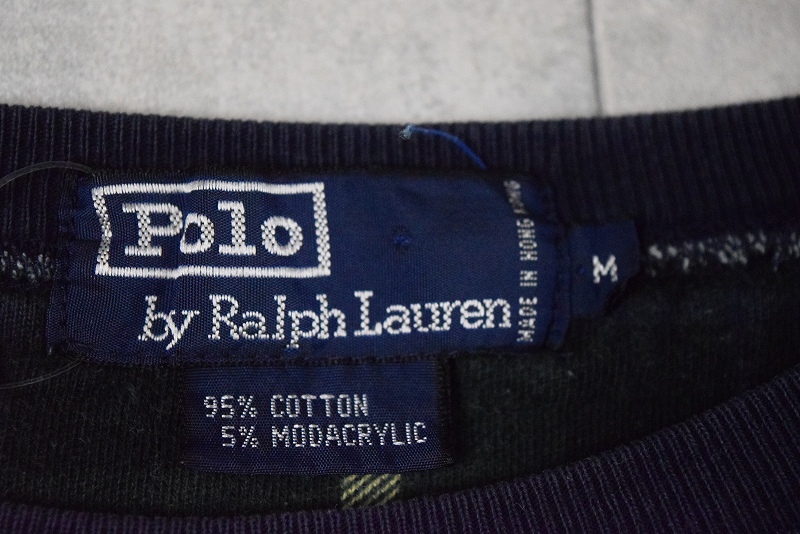 Polo
by Ralph Lauren
MADE IN HONG KONG
M
95% COTTON
5% MODACRYLIC